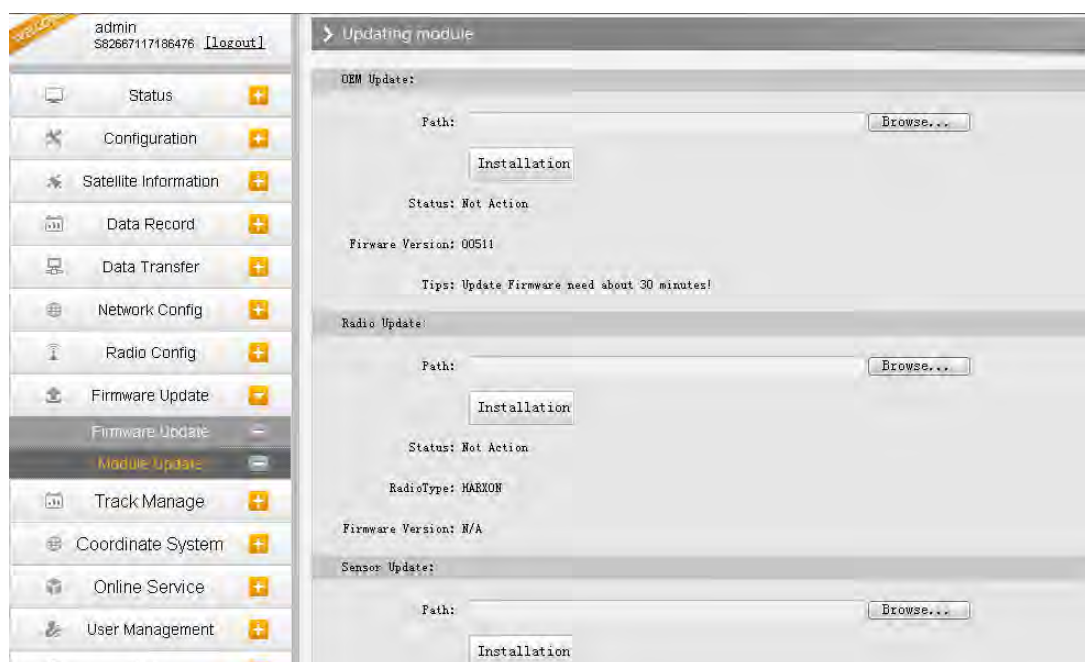 WELCOM
admin
S82667117186476 [logout]
Status
Configuration
Satellite Information
Data Record
Data Transfer
Network Config
Radio Config
Firmware Update
Firmware Update
Module Update
Track Manage
Coordinate System
Online Service
User Management
Updating module
OEM Update:
Path:
Browse...
Installation
Status: Not Action
Firware Version: 00511
Tips: Update Firmware need about 30 minutes!
Radio Update:
Path:
Browse...
Installation
Status: Not Action
RadioType: HARXON
Firmware Version: N/A
Sensor Update:
Path:
Browse...
Installation